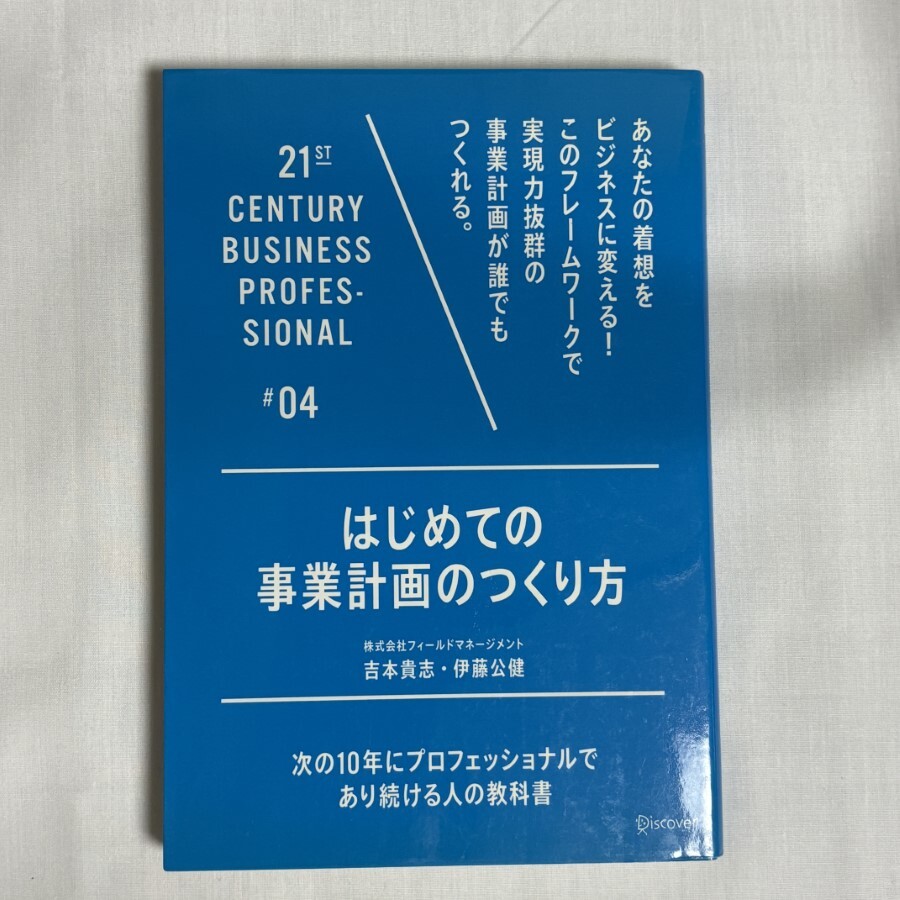 21ST
CENTURY
BUSINESS
PROFES-
SIONAL
#04
あなたの着想を
ビジネスに変える!
このフレームワークで
実現力抜群の
事業計画が誰でも
つくれる。
はじめての
事業計画のつくり方
株式会社フィールドマネージメント
吉本貴志・伊藤公健
次の10年にプロフェッショナルで
あり続ける人の教科書
Discover